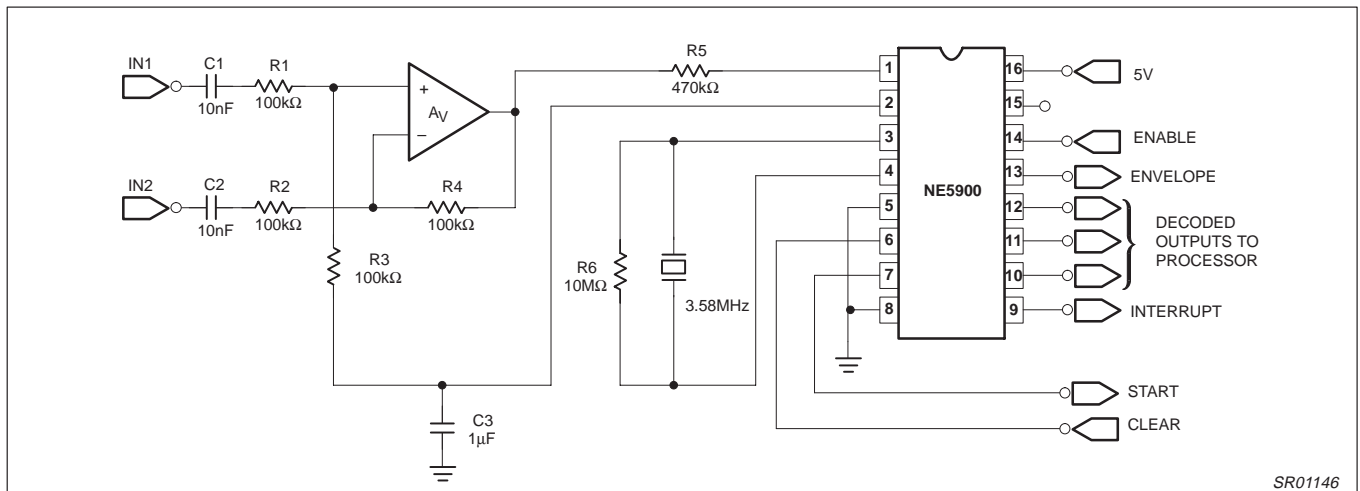 IN1
C1
10nF
R1
100kΩ
+
AV
−
R5
470kΩ
IN2
C2
10nF
R2
100kΩ
R4
100kΩ
R3
100kΩ
C3
1µF
R6
10MΩ
3.58MHz
NE5900
1
2
3
4
5
6
7
8
16
15
14
13
12
11
10
9
5V
ENABLE
ENVELOPE
DECODED
OUTPUTS TO
PROCESSOR
INTERRUPT
START
CLEAR
SR01146